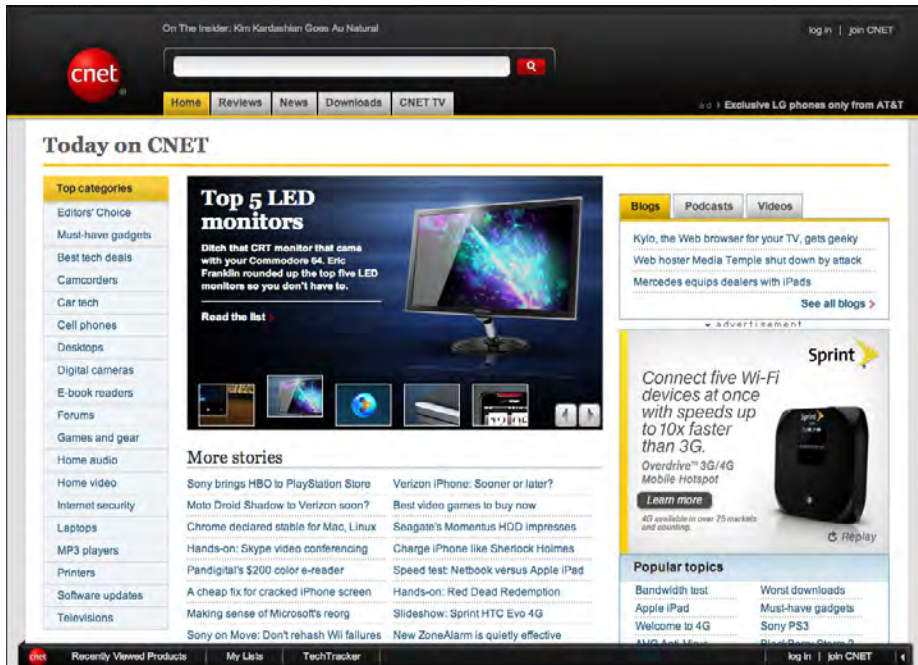 On The Insider: Kim Kardashian Goes Au Natural
log in | join CNET
cnet
Home Reviews News Downloads CNET TV
ad Exclusive LG phones only from AT&T
Today on CNET
Top categories
Editors' Choice
Must-have gadgets
Best tech deals
Camcorders
Car tech
Cell phones
Desktops
Digital cameras
E-book readers
Forums
Games and gear
Home audio
Home video
Internet security
Laptops
MP3 players
Printers
Software updates
Televisions
Top 5 LED
monitors
Ditch that CRT monitor that came
with your Commodore 64. Eric
Franklin rounded up the top five LED
monitors so you don't have to.
Read the list
More stories
Sony brings HBO to PlayStation Store
Moto Droid Shadow to Verizon soon?
Chrome declared stable for Mac, Linux
Hands-on: Skype video conferencing
Pandigital's $200 color e-reader
A cheap fix for cracked iPhone screen
Making sense of Microsoft's reorg
Sony on Move: Don't rehash Wii failures
Verizon iPhone: Sooner or later?
Best video games to buy now
Seagate's Momentus HDD impresses
Charge iPhone like Sherlock Holmes
Speed test: Netbook versus Apple iPad
Hands-on: Red Dead Redemption
Slideshow: Sprint HTC Evo 4G
New ZoneAlarm is quietly effective
Blogs Podcasts Videos
Kylo, the Web browser for your TV, gets geeky
Web hoster Media Temple shut down by attack
Mercedes equips dealers with iPads
See all blogs >
advertisement
Sprint
Connect five Wi-Fi
devices at once
with speeds up
to 10x faster
than 3G.
Overdrive™ 3G/4G
Mobile Hotspot
Learn more
4G available in over 25 markets
and counting.
Sprint
Replay
Popular topics
Bandwidth test
Apple iPad
Welcome to 4G
Worst downloads
Must-have gadgets
Sony PS3
cnet Recently Viewed Products | My Lists | TechTracker
log in | join CNET